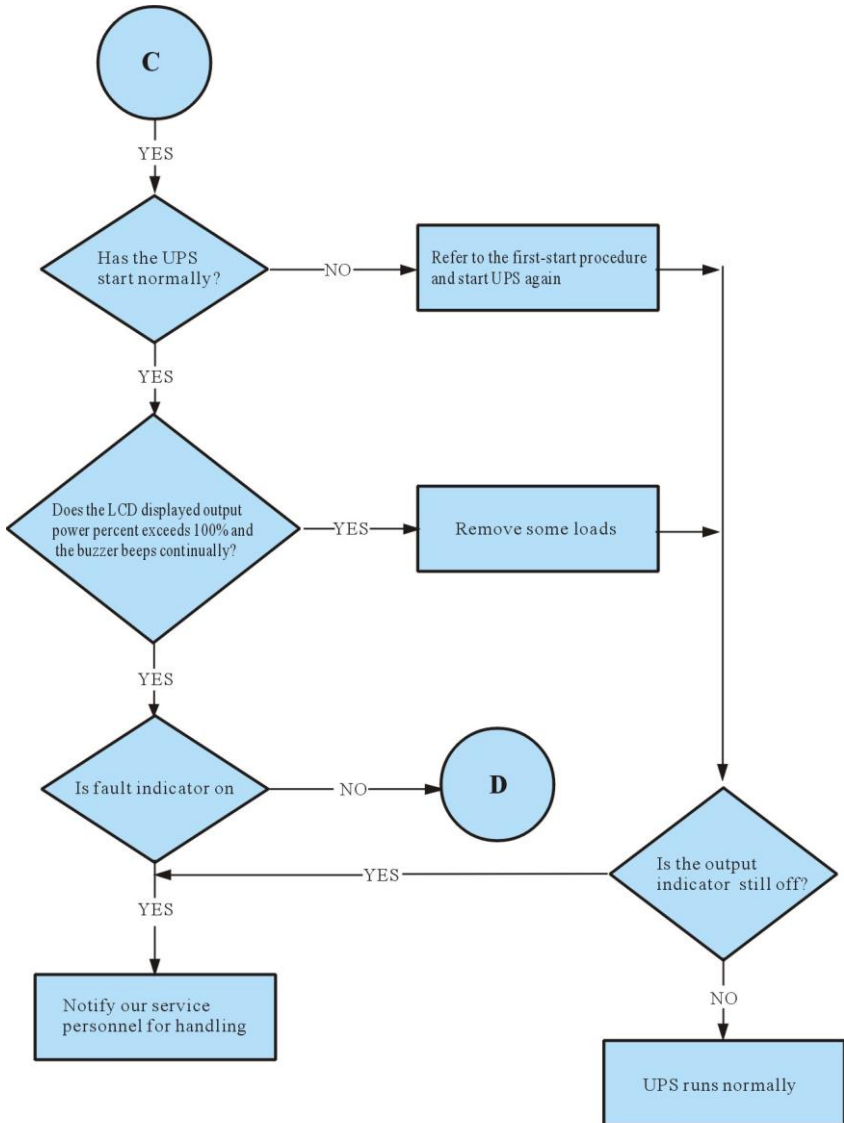 C
YES
Has the UPS
start normally?
NO
Refer to the first-start procedure
and start UPS again
YES
Does the LCD displayed output
power percent exceeds 100% and
the buzzer beeps continually?
YES
Remove some loads
YES
Is fault indicator on
NO
D
Is the output
indicator still off?
YES
YES
Notify our service
personnel for handling
NO
UPS runs normally